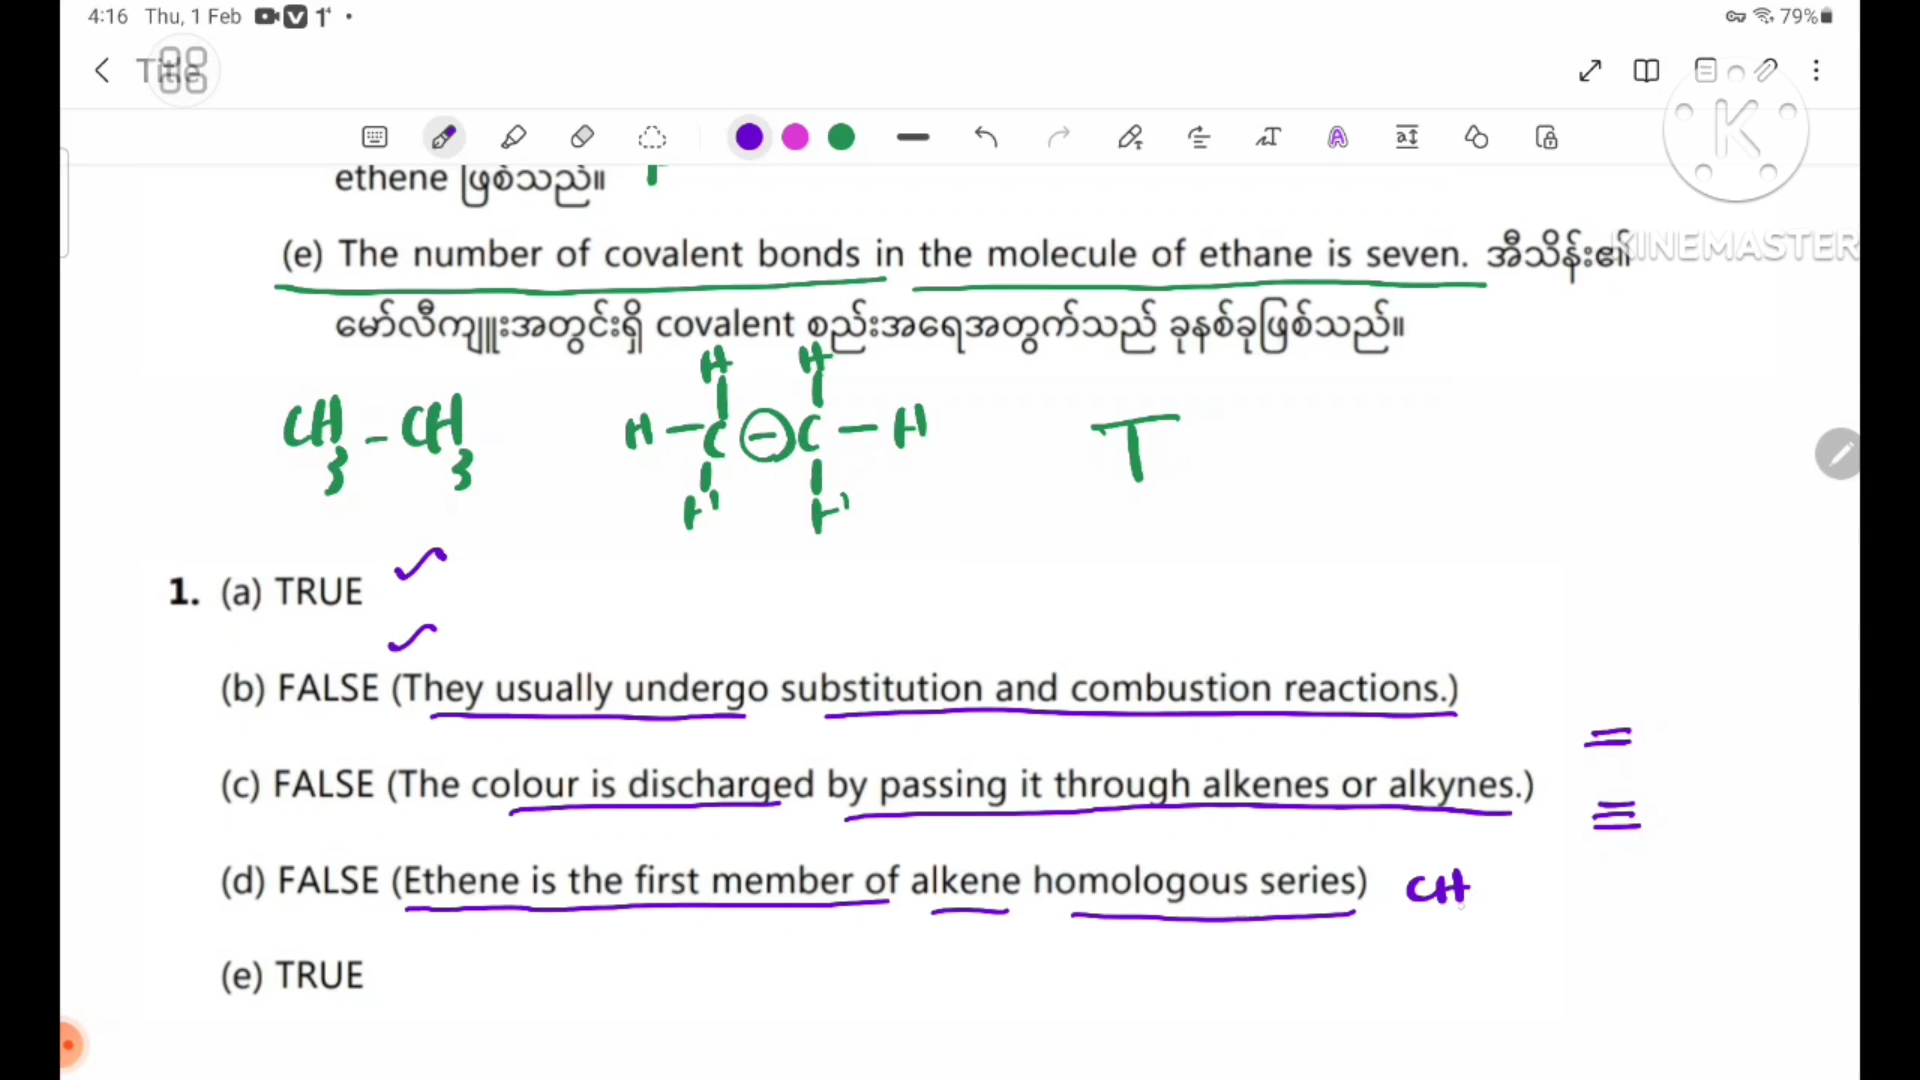 4:16 Thu, 1 Feb
79%
Title
K
KINEMASTER
ethene ဖြစ်သည်။
(e) The number of covalent bonds in the molecule of ethane is seven. အီသိန်း၏
မော်လီကျူးအတွင်းရှိ covalent စည်းအရေအတွက်သည် ခုနစ်ခုဖြစ်သည်။
H H
CH3 - CH3 H - C - C - H T
H H
1. (a) TRUE
(b) FALSE (They usually undergo substitution and combustion reactions.)
(c) FALSE (The colour is discharged by passing it through alkenes or alkynes.)
(d) FALSE (Ethene is the first member of alkene homologous series) CH
(e) TRUE